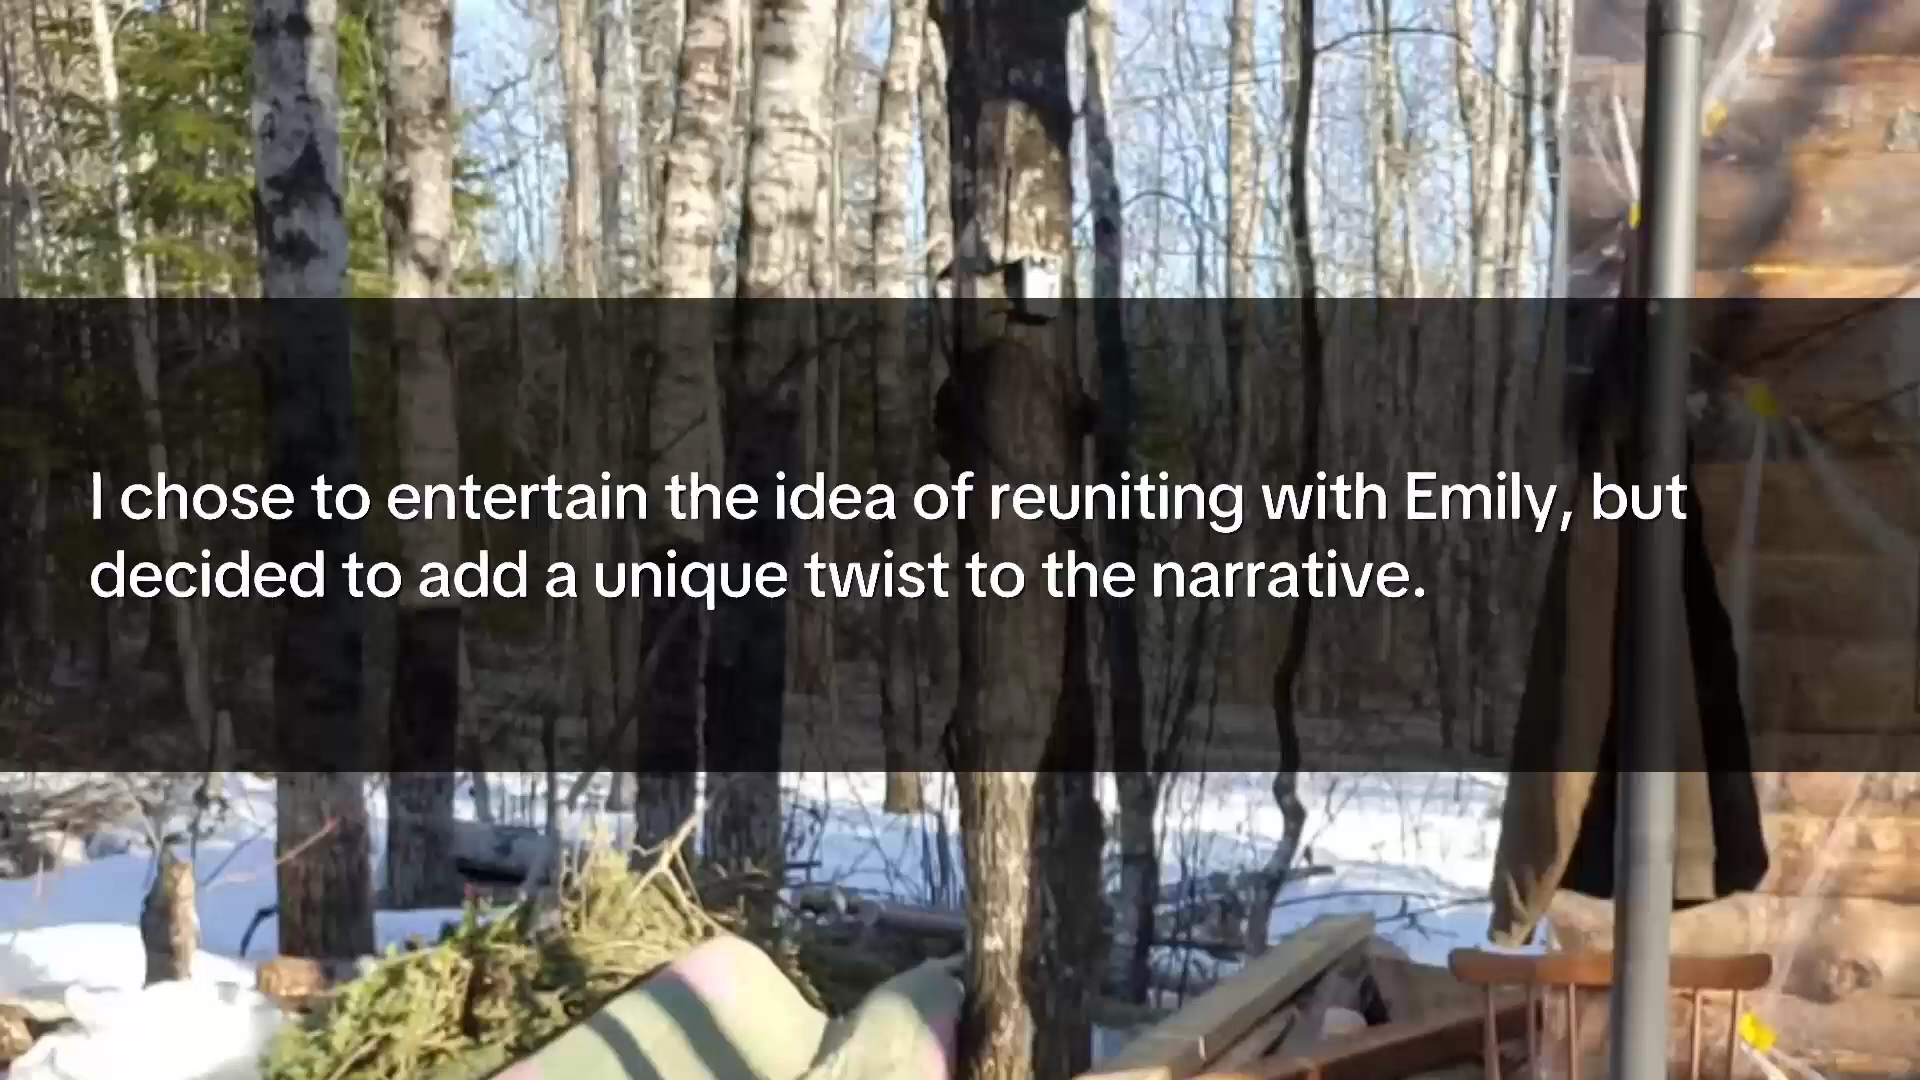 I chose to entertain the idea of reuniting with Emily, but
decided to add a unique twist to the narrative.